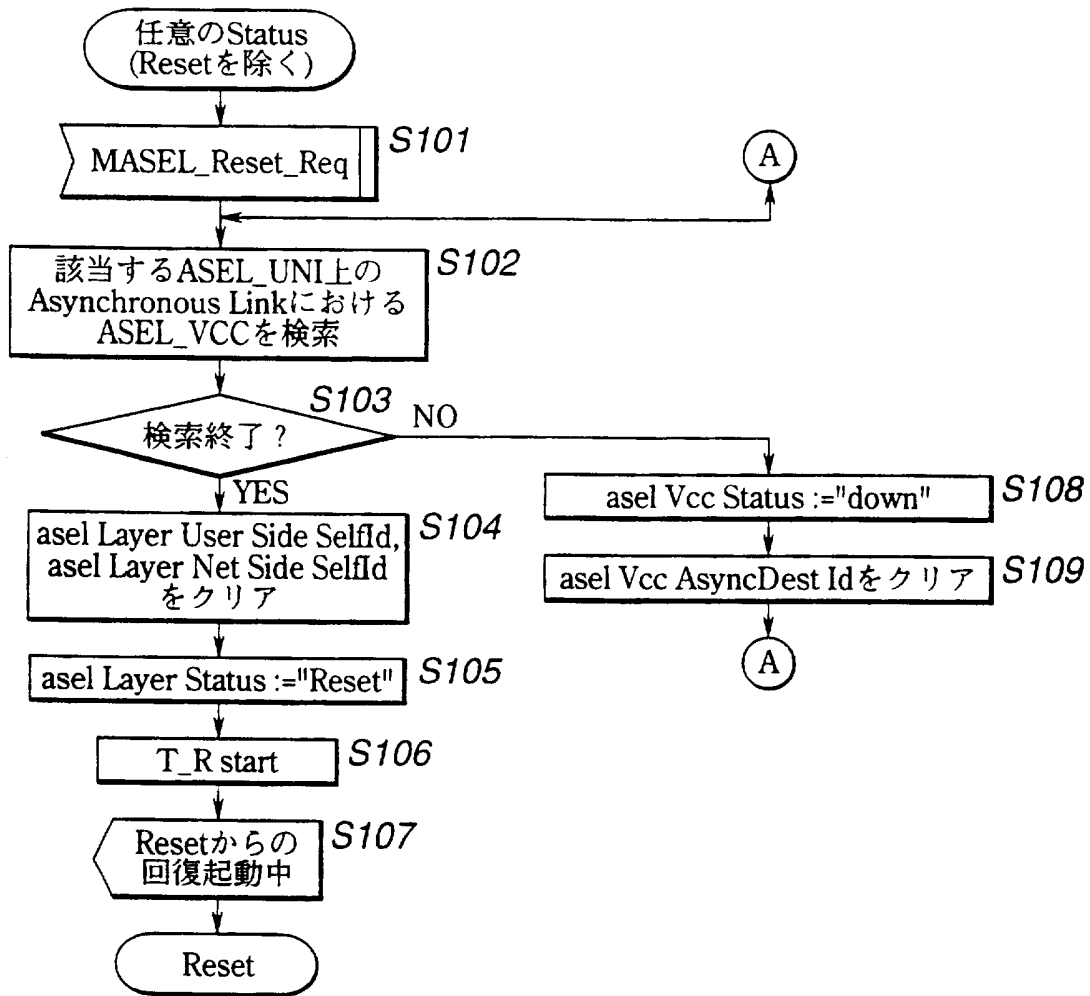 任意のStatus
(Resetを除く)
MASEL_Reset_Req
S101
A
該当するASEL_UNI上の
Asynchronous Linkにおける
ASEL_VCCを検索
S102
S103
検索終了?
NO
YES
asel Layer User Side SelfId,
asel Layer Net Side SelfId
をクリア
S104
asel Layer Status :="Reset"
S105
T_R start
S106
Resetからの
回復起動中
S107
Reset
asel Vcc Status :="down"
S108
asel Vcc AsyncDest Idをクリア
S109
A